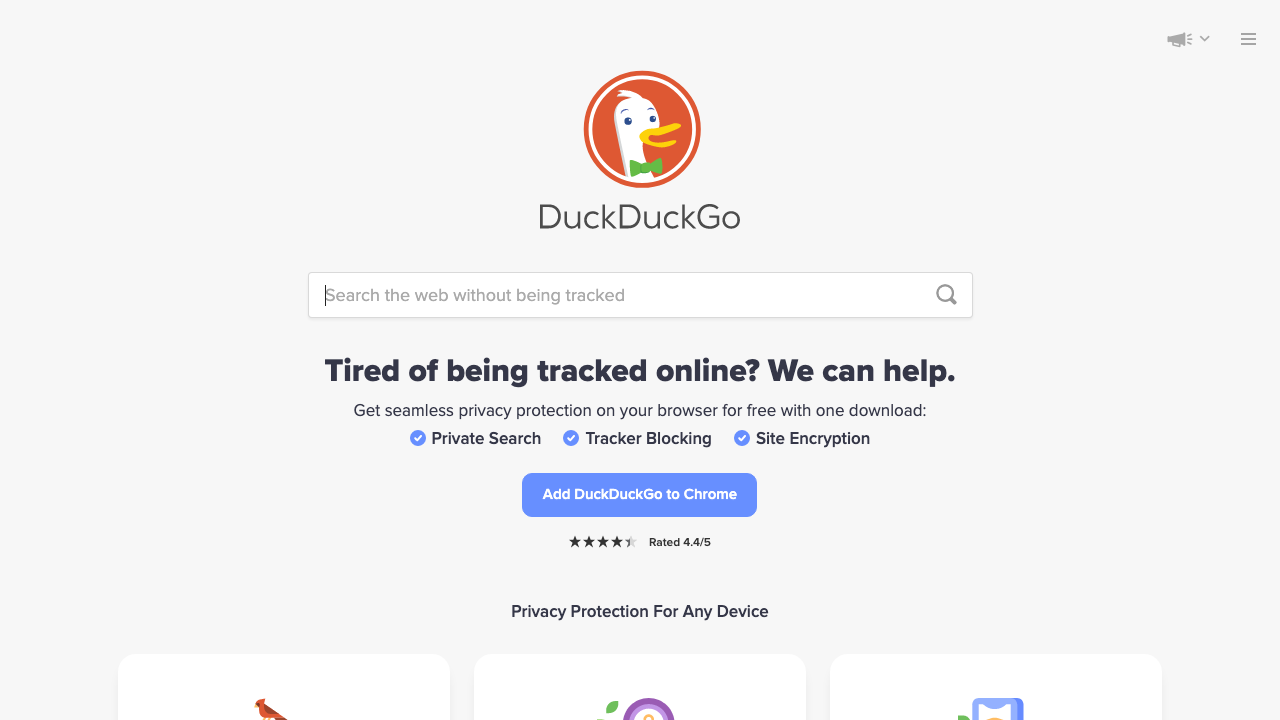 DuckDuckGo
Search the web without being tracked
Tired of being tracked online? We can help.
Get seamless privacy protection on your browser for free with one download:
Private Search Tracker Blocking Site Encryption
Add DuckDuckGo to Chrome
Rated 4.4/5
Privacy Protection For Any Device